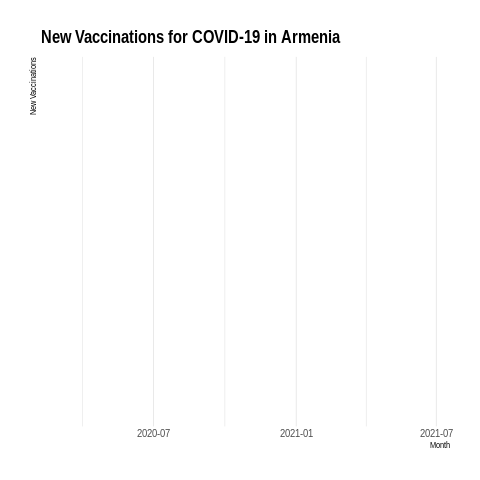 New Vaccinations for COVID-19 in Armenia
New Vaccinations
2020-07
2021-01
2021-07
Month